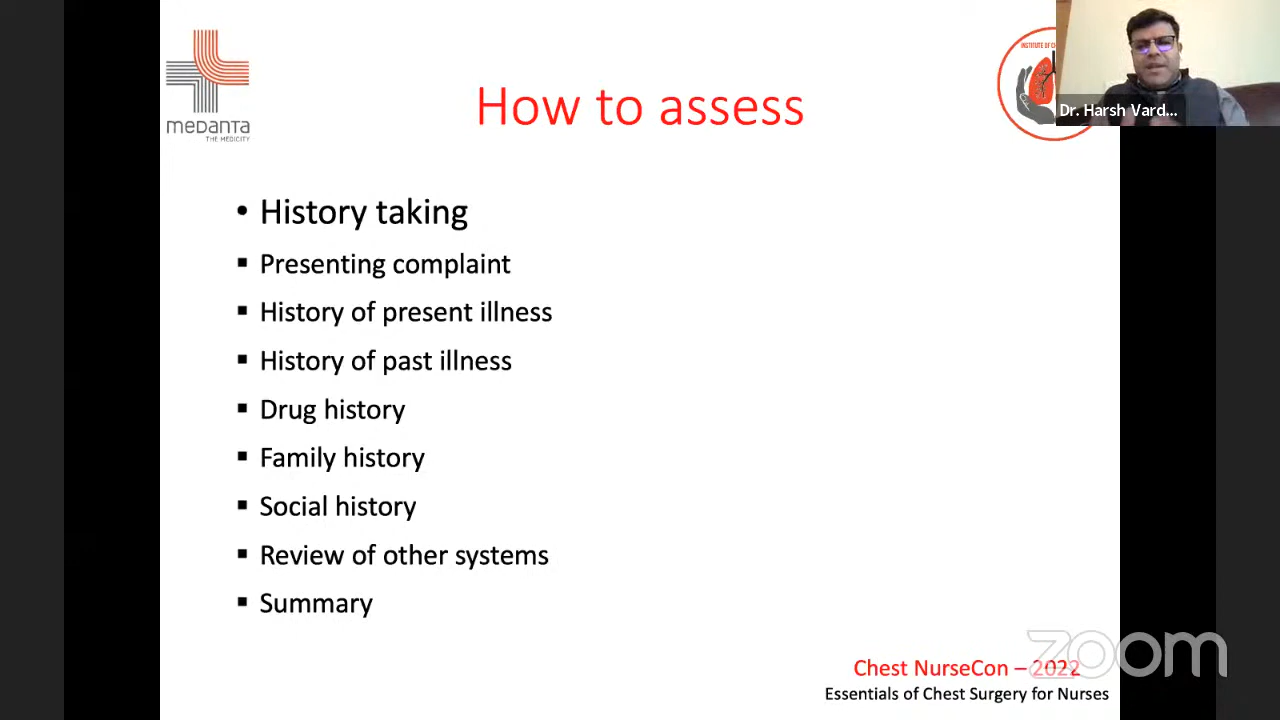 medanta
THE MEDICITY
How to assess
INSTITUTE OF
Dr. Harsh Vard...
• History taking
▪ Presenting complaint
▪ History of present illness
▪ History of past illness
▪ Drug history
▪ Family history
▪ Social history
▪ Review of other systems
▪ Summary
zoom
Chest NurseCon – 2022
Essentials of Chest Surgery for Nurses